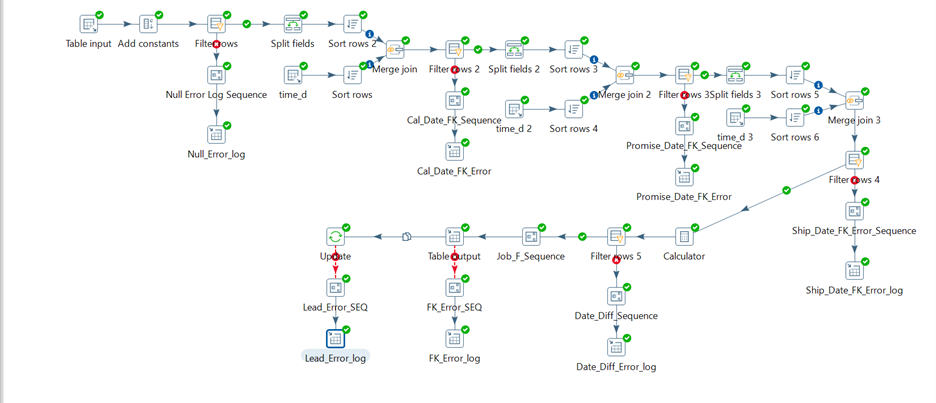 Table input
Add constants
Filter rows
Split fields
Sort rows 2
Merge join
Filter rows 2
Split fields 2
Sort rows 3
Null Error Log Sequence
time_d
Sort rows
Merge join 2
Filter rows 3
Split fields 3
Sort rows 5
Cal_Date_FK_Sequence
time_d 2
Sort rows 4
Merge join 3
Null_Error_log
Promise_Date_FK_Sequence
time_d 3
Sort rows 6
Cal_Date_FK_Error
Filter rows 4
Promise_Date_FK_Error
Ship_Date_FK_Error_Sequence
Update
Table output
Job_F_Sequence
Filter rows 5
Calculator
Ship_Date_FK_Error_log
Lead_Error_SEQ
FK_Error_SEQ
Date_Diff_Sequence
Lead_Error_log
FK_Error_log
Date_Diff_Error_log